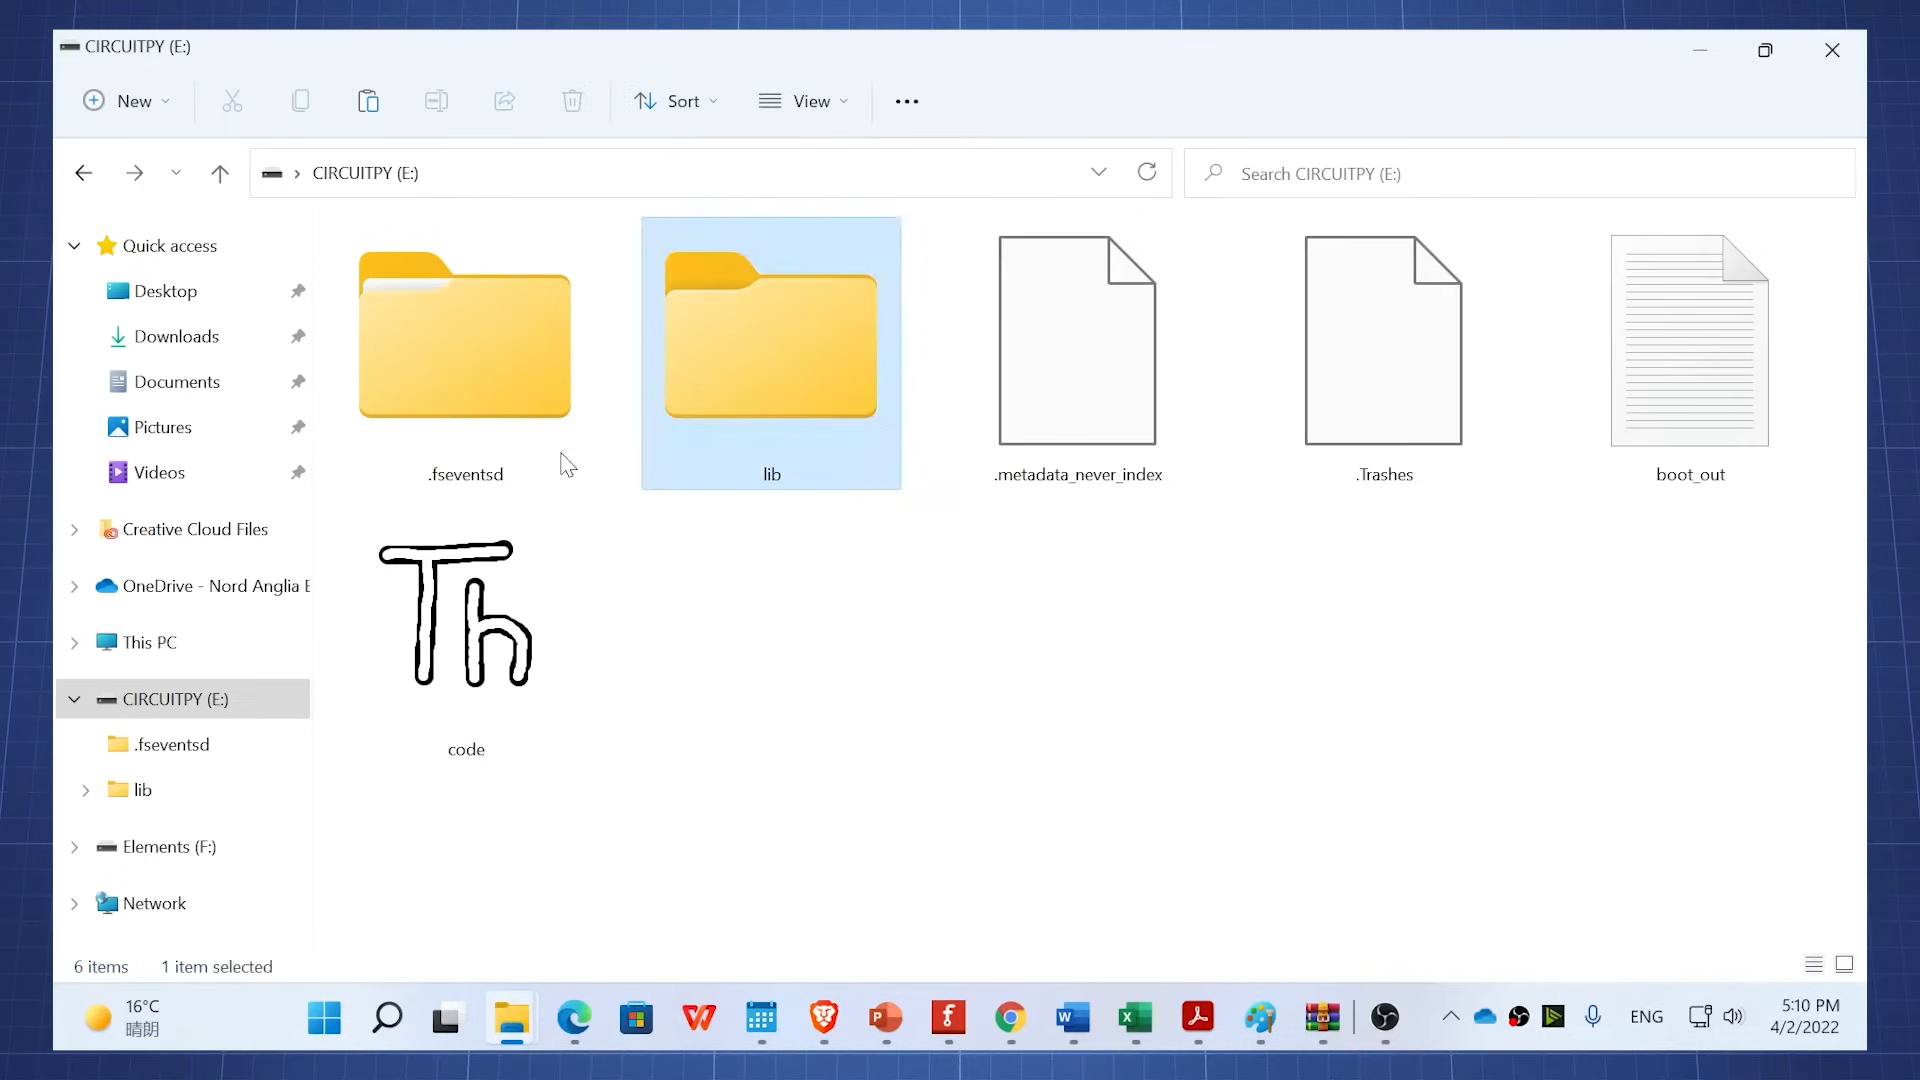 CIRCUITPY (E:)
New
Sort
View
CIRCUITPY (E:)
Search CIRCUITPY (E:)
Quick access
Desktop
Downloads
Documents
Pictures
Videos
Creative Cloud Files
OneDrive - Nord Anglia E
This PC
CIRCUITPY (E:)
.fseventsd
lib
Elements (F:)
Network
.fseventsd
lib
.metadata_never_index
.Trashes
boot_out
Th
code
6 items
1 item selected
16°C
晴朗
ENG
5:10 PM
4/2/2022